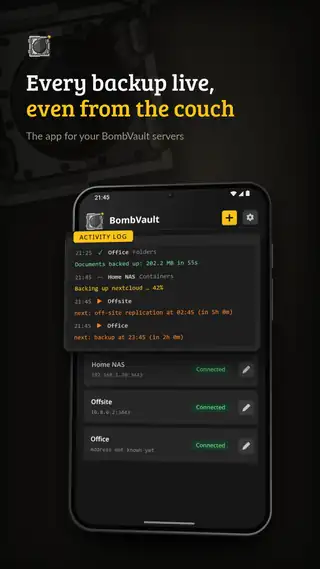 Every backup live,
even from the couch
The app for your BombVault servers
21:45
BombVault
ACTIVITY LOG
21:25 ✓ Office Folders
Documents backed up: 202.2 MB in 55s
21:45 — Home NAS Containers
Backing up nextcloud … 42%
21:45 ▶ Offsite
next: off-site replication at 02:45 (in 5h 0m)
21:45 ▶ Office
next: backup at 23:45 (in 2h 0m)
Home NAS
Connected
Offsite
Connected
Office
Address not known yet
Connected